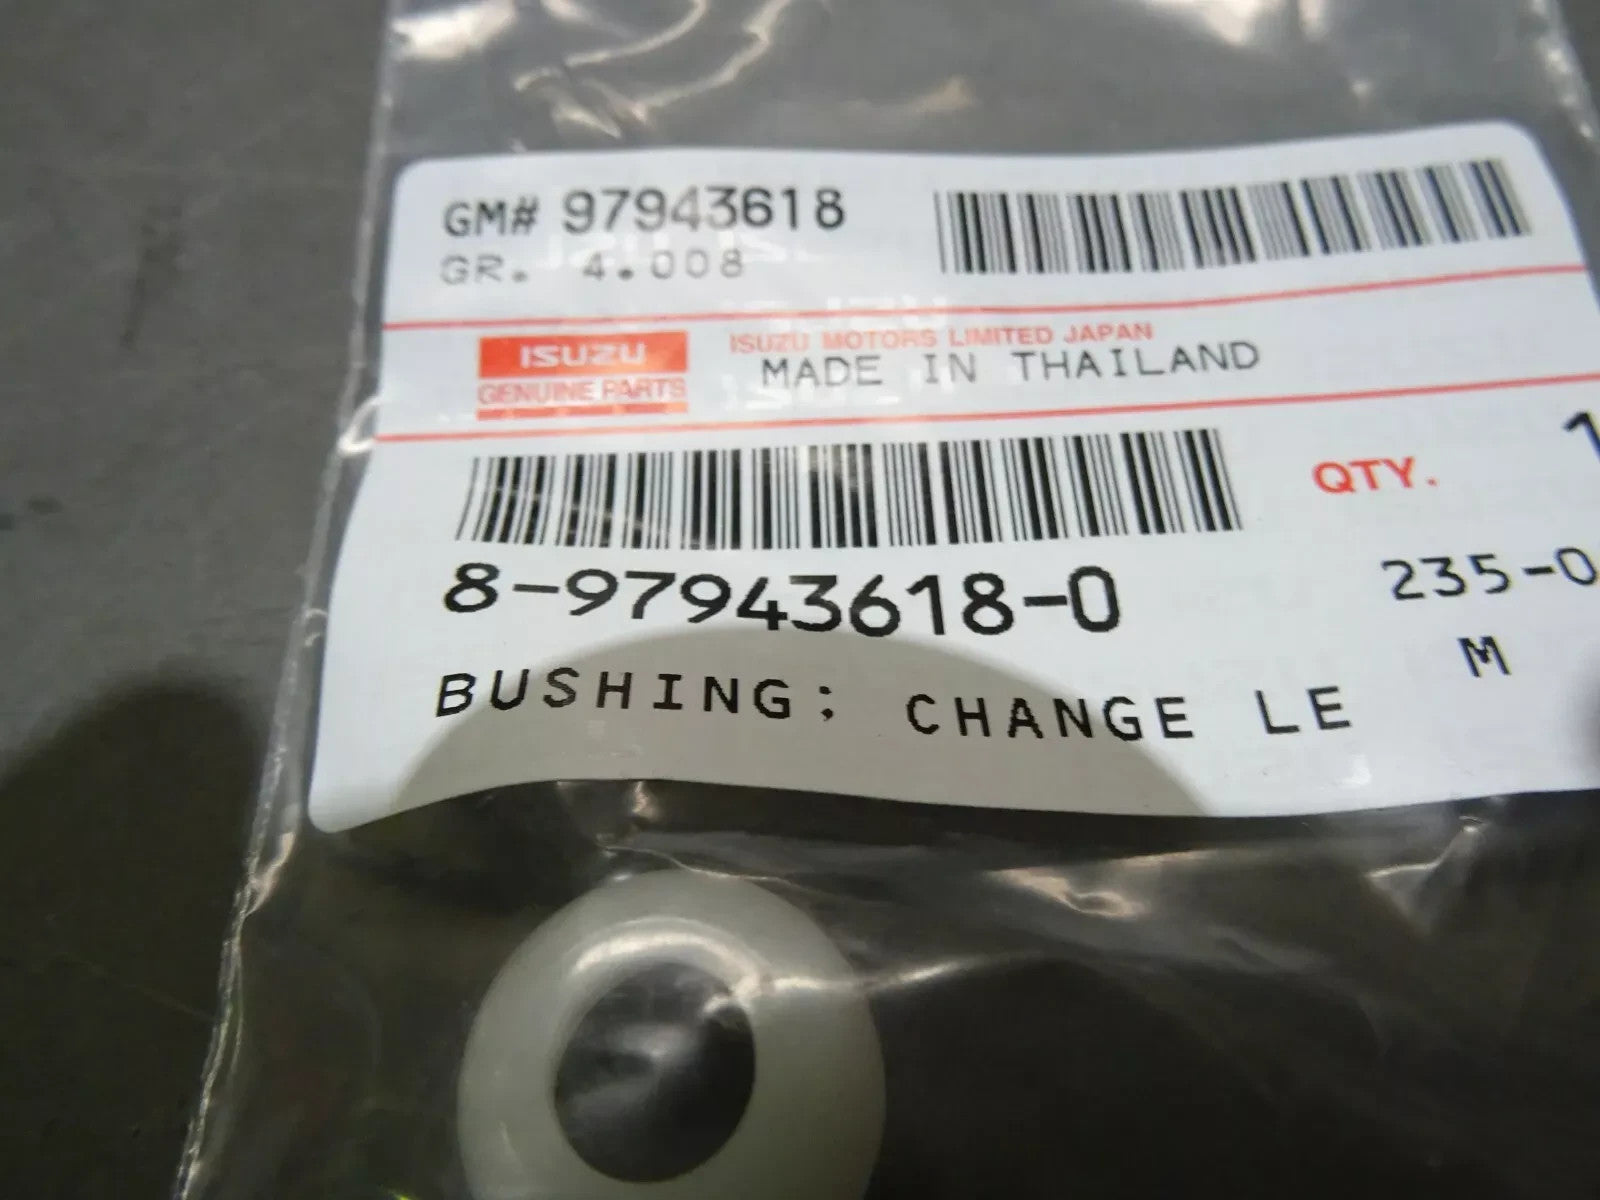 GM# 97943618
GR. 4.008
ISUZU
GENUINE PARTS
ISUZU MOTORS LIMITED JAPAN
MADE IN THAILAND
QTY. 1
8-97943618-0
235-0
M
BUSHING; CHANGE LE